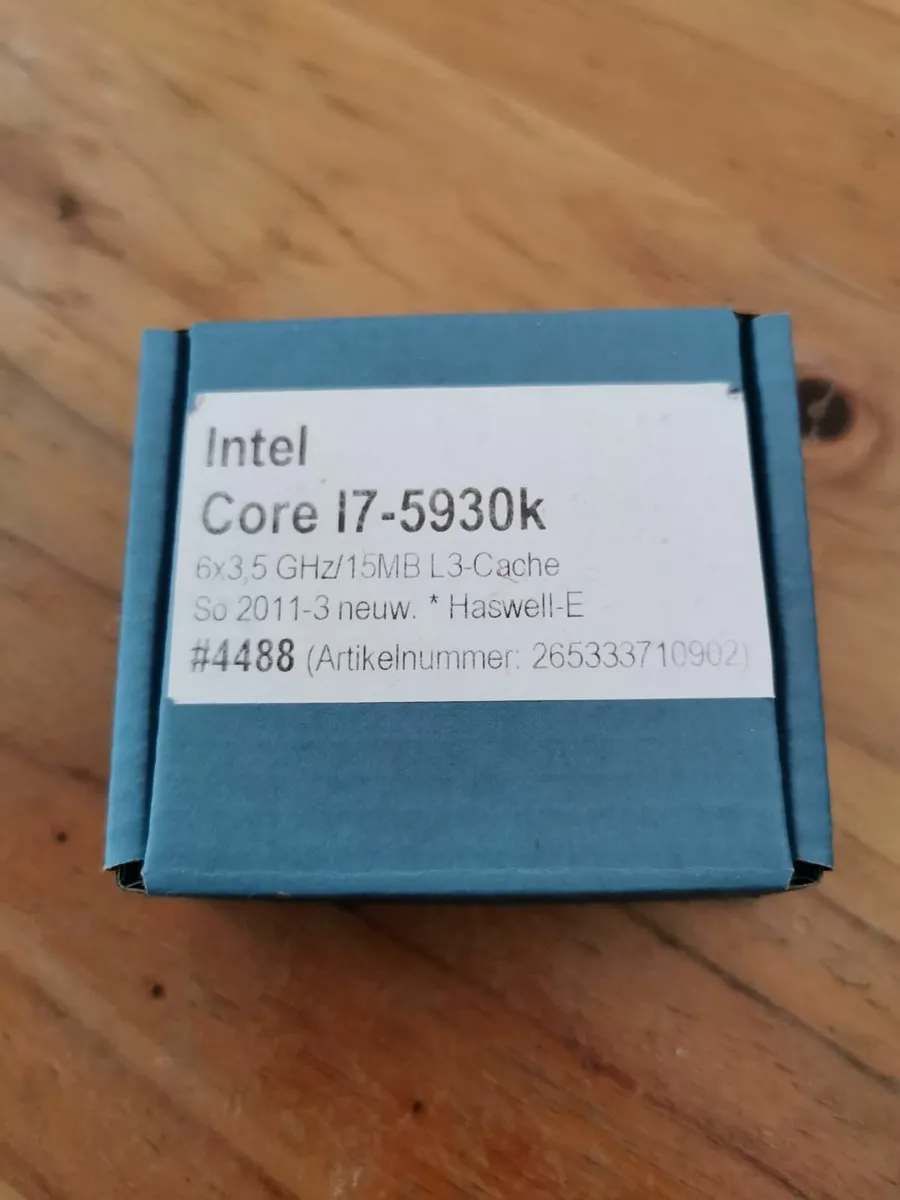 Intel
Core I7-5930k
6x3,5 GHz/15MB L3-Cache
So 2011-3 neuw. * Haswell-E
#4488 (Artikelnummer: 265333710902)